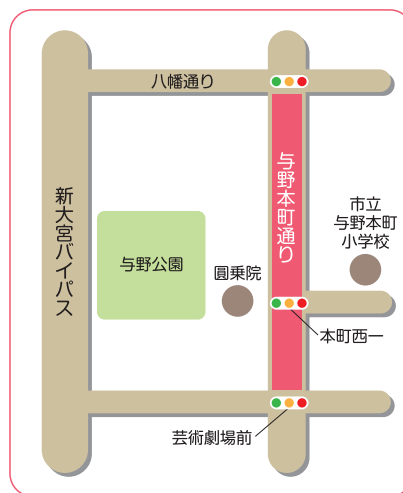 八幡通り
新大宮バイパス
与野本町通り
市立
与野本町
小学校
与野公園
圓乗院
本町西一
芸術劇場前